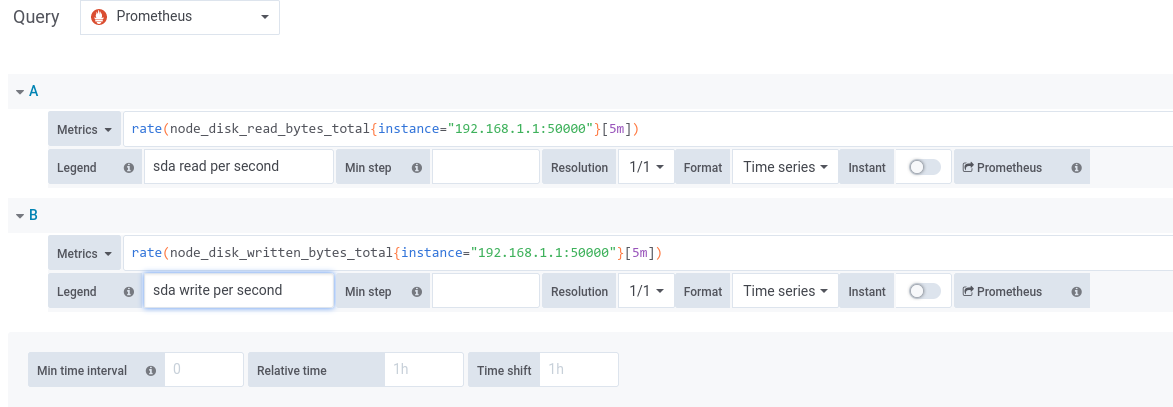 Query Prometheus
A
Metrics rate(node_disk_read_bytes_total{instance="192.168.1.1:50000"}[5m])
Legend sda read per second Min step Resolution 1/1 Format Time series Instant Prometheus
B
Metrics rate(node_disk_written_bytes_total{instance="192.168.1.1:50000"}[5m])
Legend sda write per second Min step Resolution 1/1 Format Time series Instant Prometheus
Min time interval 0 Relative time 1h Time shift 1h